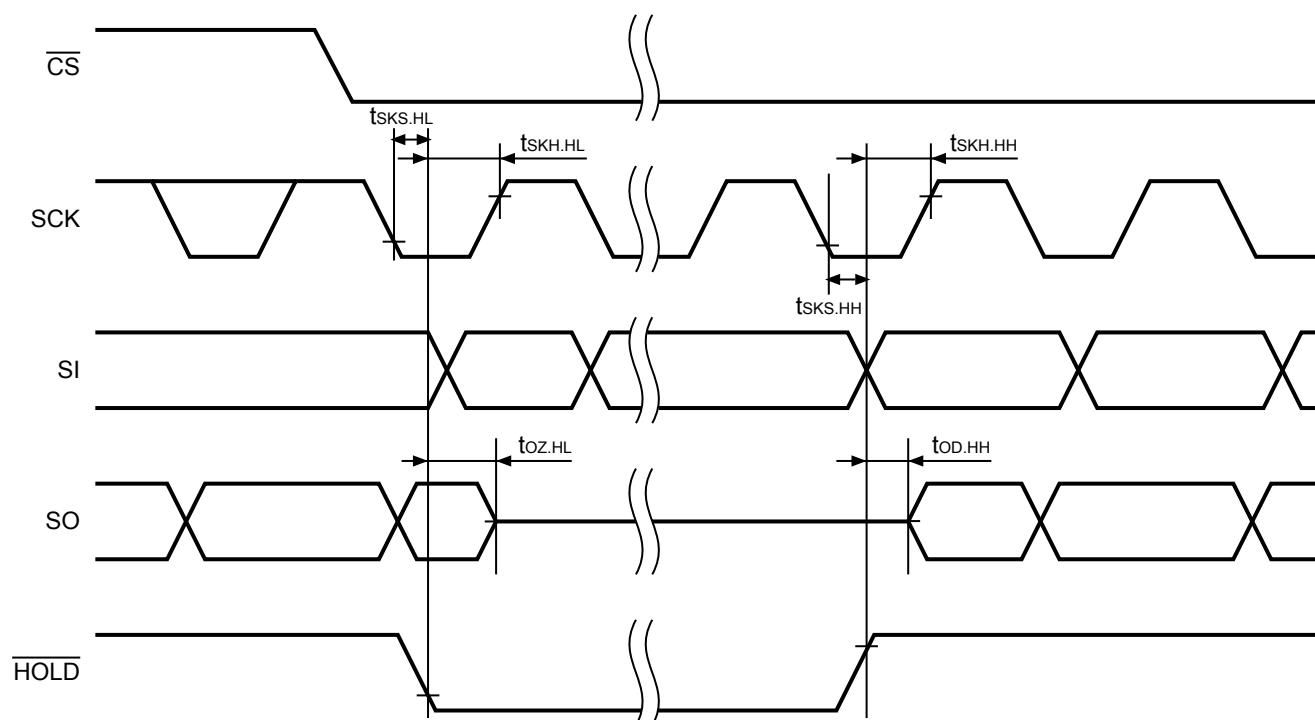 CS
tSKS.HL
tSKH.HL
tSKH.HH
SCK
tSKS.HH
SI
tOZ.HL
tOD.HH
SO
HOLD